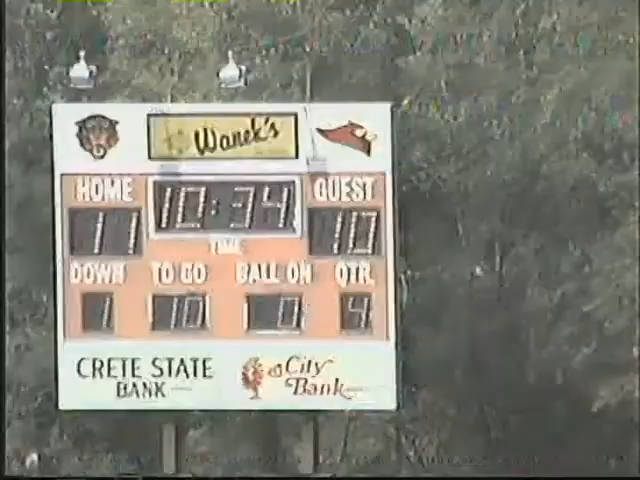 Wanek's
HOME 10:34 GUEST
11 TIME 10
DOWN TO GO BALL ON QTR.
1 10 0 4
CRETE STATE
BANK
City
Bank